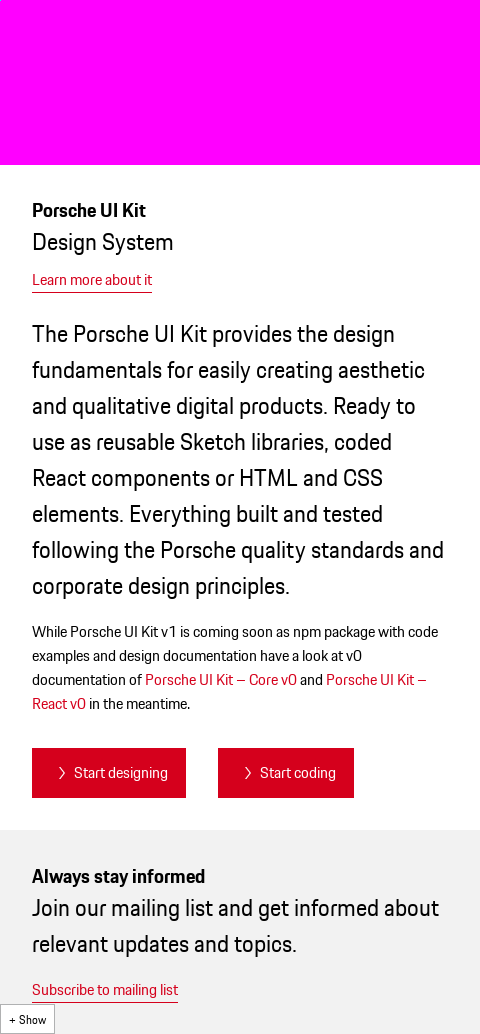 Porsche UI Kit
Design System
Learn more about it
The Porsche UI Kit provides the design
fundamentals for easily creating aesthetic
and qualitative digital products. Ready to
use as reusable Sketch libraries, coded
React components or HTML and CSS
elements. Everything built and tested
following the Porsche quality standards and
corporate design principles.
While Porsche UI Kit v1 is coming soon as npm package with code
examples and design documentation have a look at v0
documentation of Porsche UI Kit – Core v0 and Porsche UI Kit –
React v0 in the meantime.
Start designing
Start coding
Always stay informed
Join our mailing list and get informed about
relevant updates and topics.
Subscribe to mailing list
+ Show